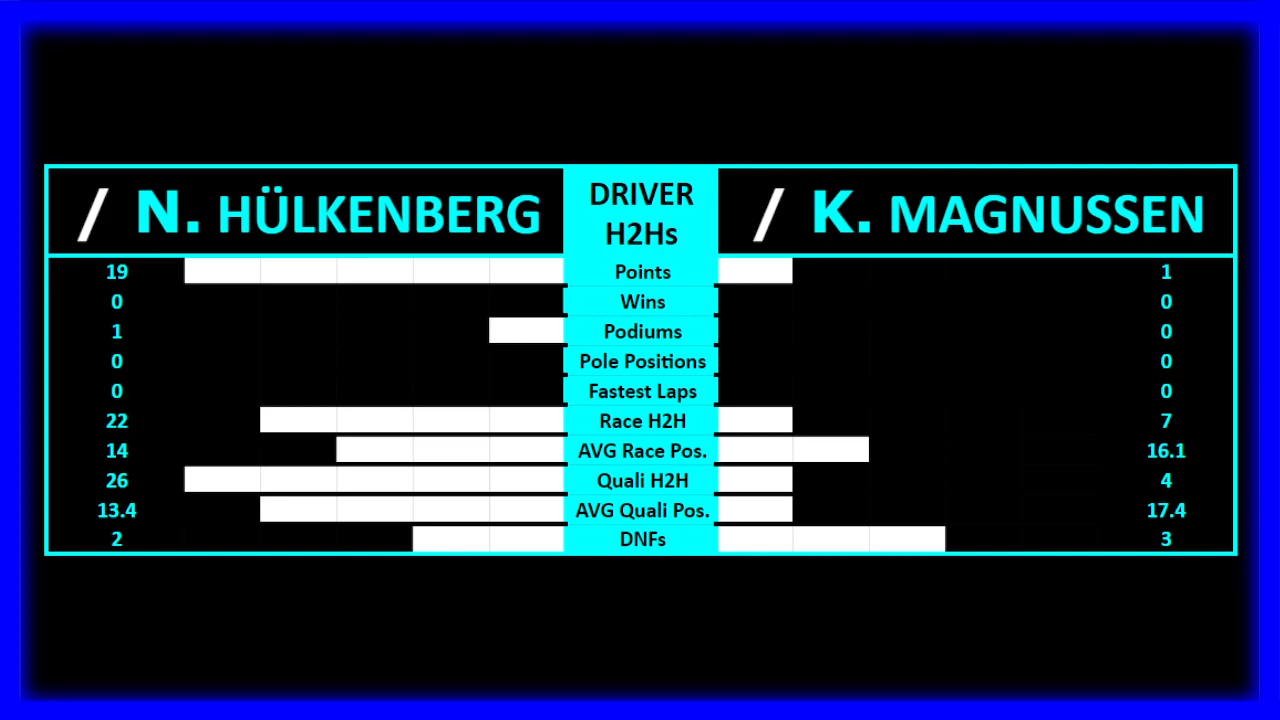 / N. HÜLKENBERG DRIVER H2Hs / K. MAGNUSSEN
19 Points 1
0 Wins 0
1 Podiums 0
0 Pole Positions 0
0 Fastest Laps 0
22 Race H2H 7
14 AVG Race Pos. 16.1
26 Quali H2H 4
13.4 AVG Quali Pos. 17.4
2 DNFs 3